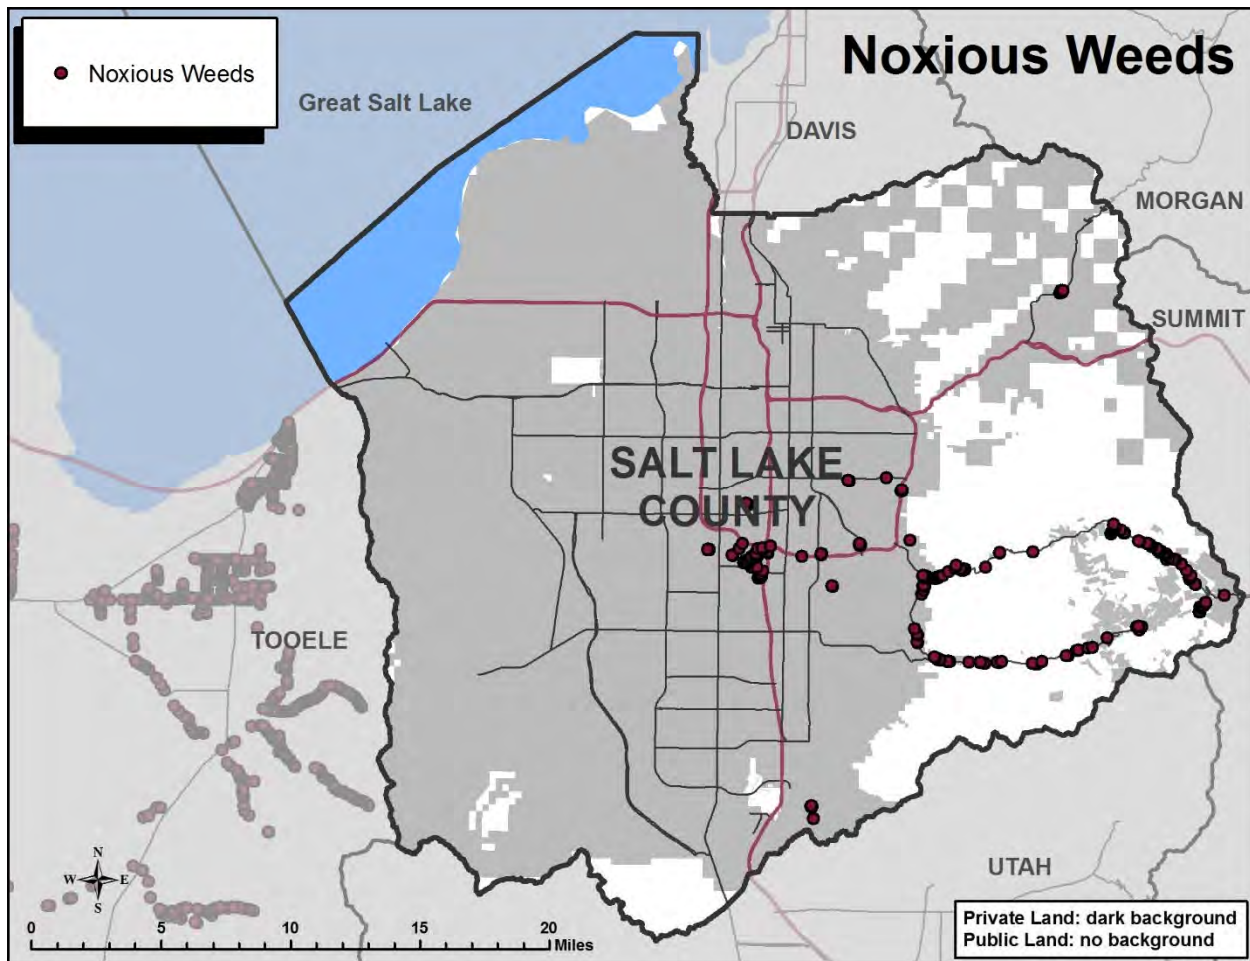 Noxious Weeds
Noxious Weeds
Great Salt Lake
DAVIS
MORGAN
SUMMIT
SALT LAKE
COUNTY
TOOELE
UTAH
N
W E
S
0 5 10 15 20
Miles
Private Land: dark background
Public Land: no background